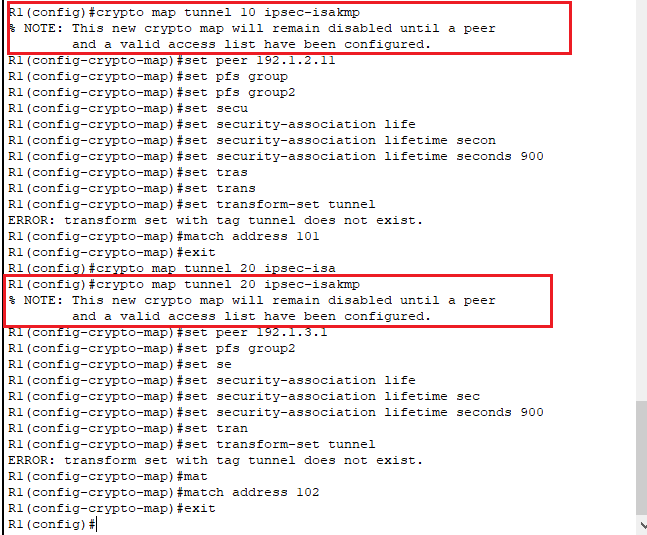 R1(config)#crypto map tunnel 10 ipsec-isakmp
% NOTE: This new crypto map will remain disabled until a peer
        and a valid access list have been configured.
R1(config-crypto-map)#set peer 192.1.2.11
R1(config-crypto-map)#set pfs group
R1(config-crypto-map)#set pfs group2
R1(config-crypto-map)#set secu
R1(config-crypto-map)#set security-association life
R1(config-crypto-map)#set security-association lifetime secon
R1(config-crypto-map)#set security-association lifetime seconds 900
R1(config-crypto-map)#set tras
R1(config-crypto-map)#set trans
R1(config-crypto-map)#set transform-set tunnel
ERROR: transform set with tag tunnel does not exist.
R1(config-crypto-map)#match address 101
R1(config-crypto-map)#exit
R1(config)#crypto map tunnel 20 ipsec-isa
R1(config)#crypto map tunnel 20 ipsec-isakmp
% NOTE: This new crypto map will remain disabled until a peer
        and a valid access list have been configured.
R1(config-crypto-map)#set peer 192.1.3.1
R1(config-crypto-map)#set pfs group2
R1(config-crypto-map)#set se
R1(config-crypto-map)#set security-association life
R1(config-crypto-map)#set security-association lifetime sec
R1(config-crypto-map)#set security-association lifetime seconds 900
R1(config-crypto-map)#set tran
R1(config-crypto-map)#set transform-set tunnel
ERROR: transform set with tag tunnel does not exist.
R1(config-crypto-map)#mat
R1(config-crypto-map)#match address 102
R1(config-crypto-map)#exit
R1(config)#